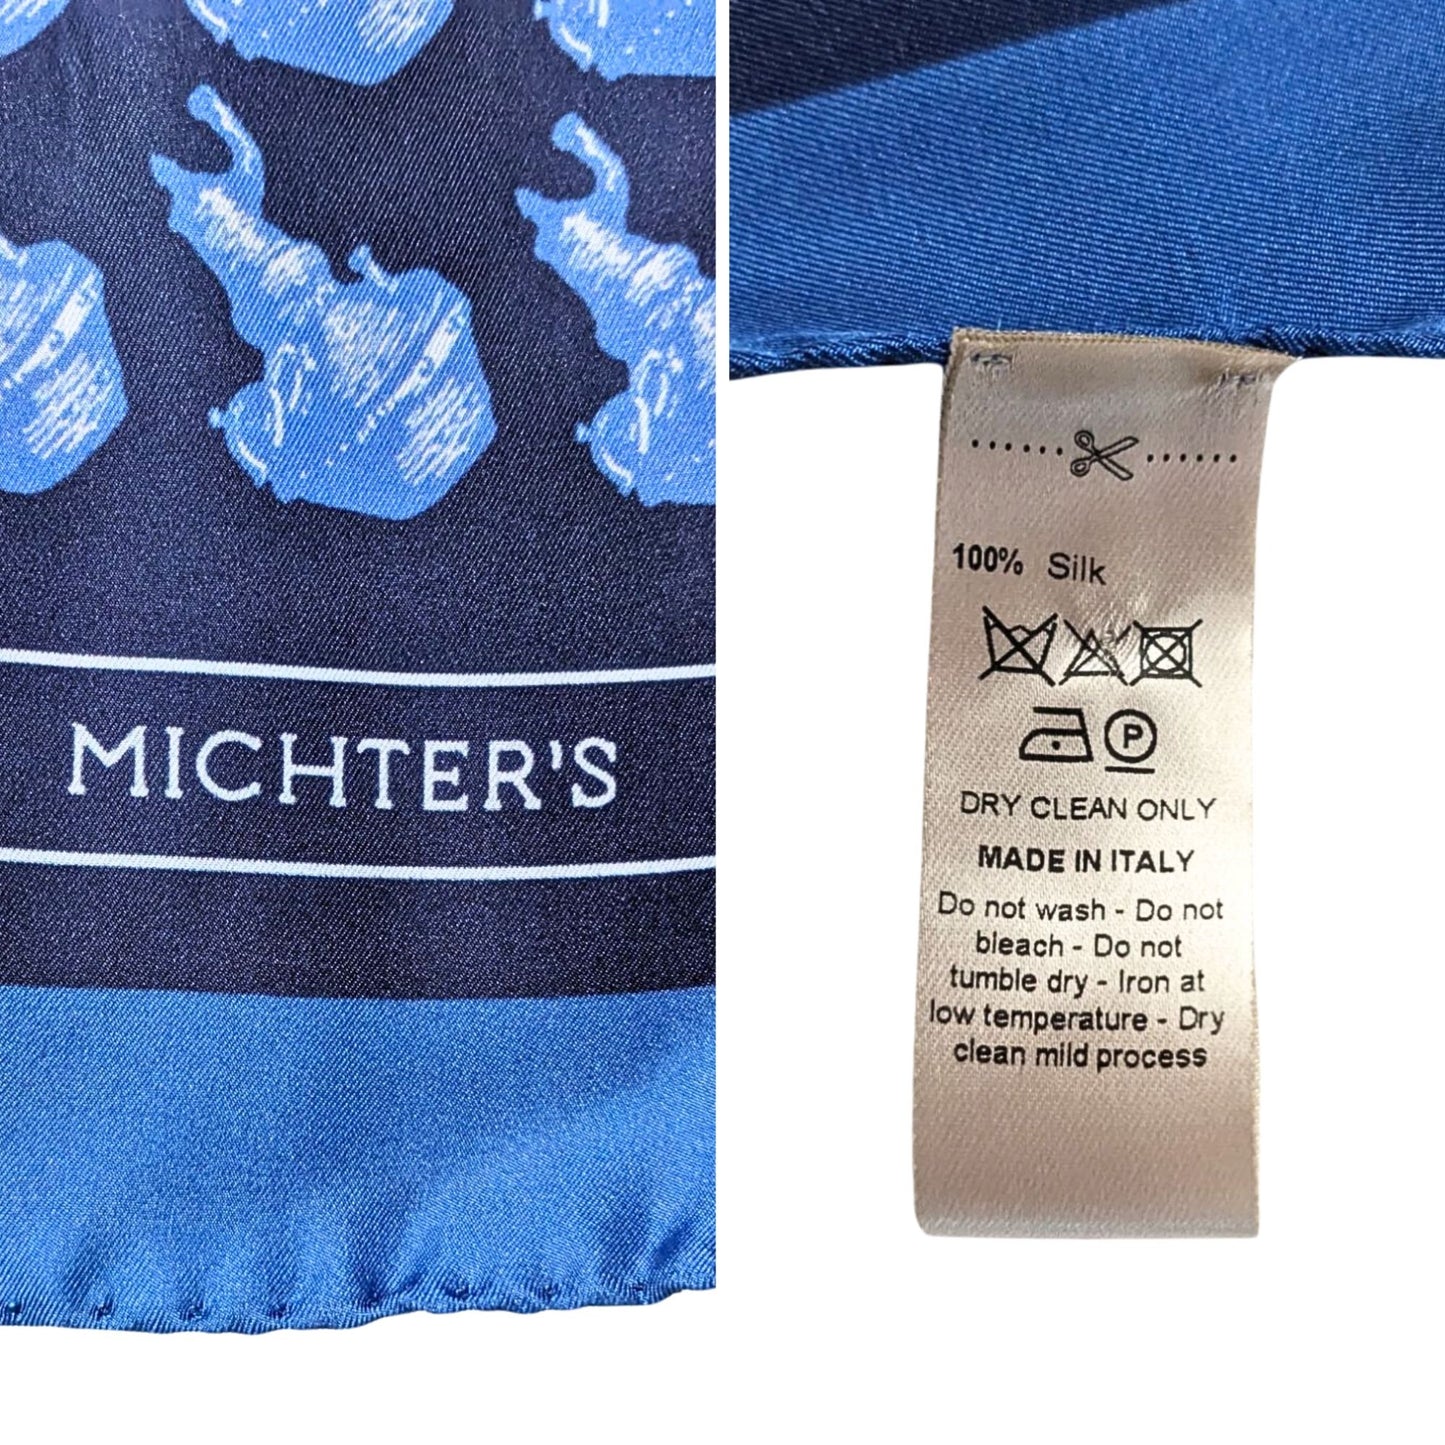 MICHTER'S
100% Silk
P
DRY CLEAN ONLY
MADE IN ITALY
Do not wash - Do not
bleach - Do not
tumble dry - Iron at
low temperature - Dry
clean mild process